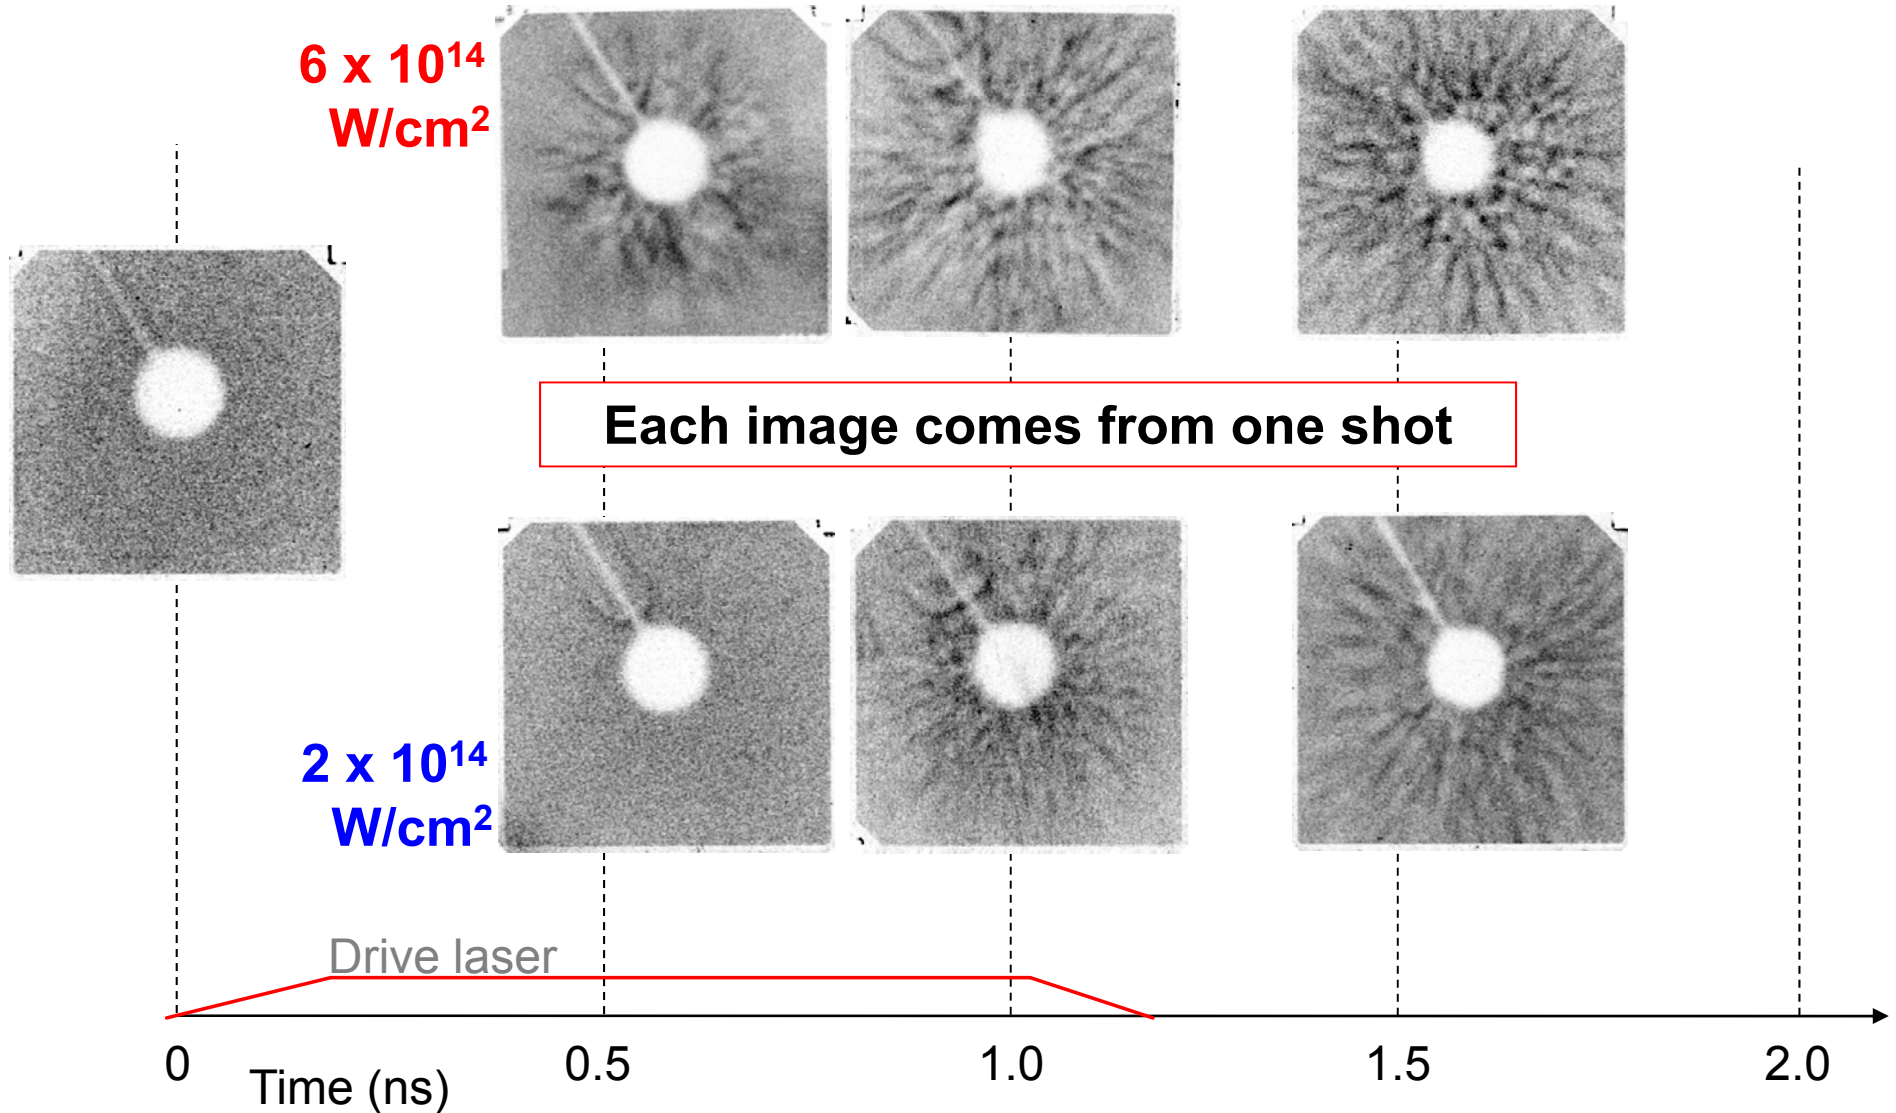 6 x 10¹⁴
W/cm²
Each image comes from one shot
2 x 10¹⁴
W/cm²
Drive laser
0
0.5
1.0
1.5
2.0
Time (ns)